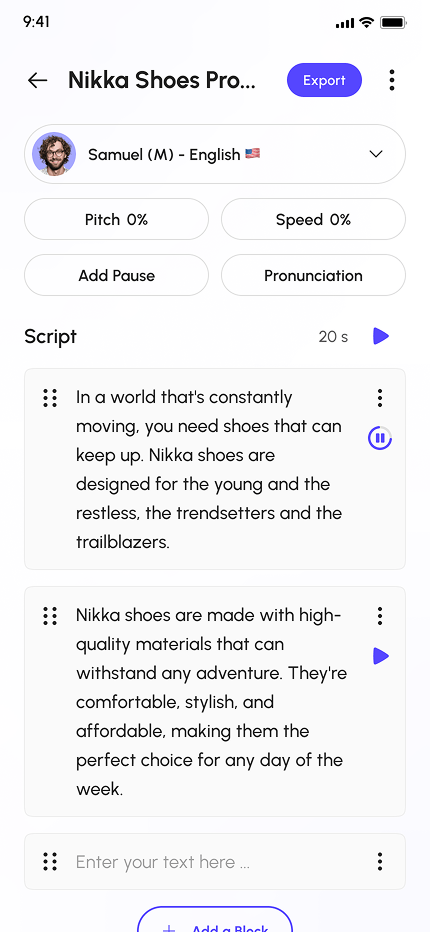 9:41
Nikka Shoes Pro...
Export
Samuel (M) - English
Pitch 0%
Speed 0%
Add Pause
Pronunciation
Script
20 s
In a world that's constantly
moving, you need shoes that can
keep up. Nikka shoes are
designed for the young and the
restless, the trendsetters and the
trailblazers.
Nikka shoes are made with high-
quality materials that can
withstand any adventure. They're
comfortable, stylish, and
affordable, making them the
perfect choice for any day of the
week.
Enter your text here ...
+ Add a Block